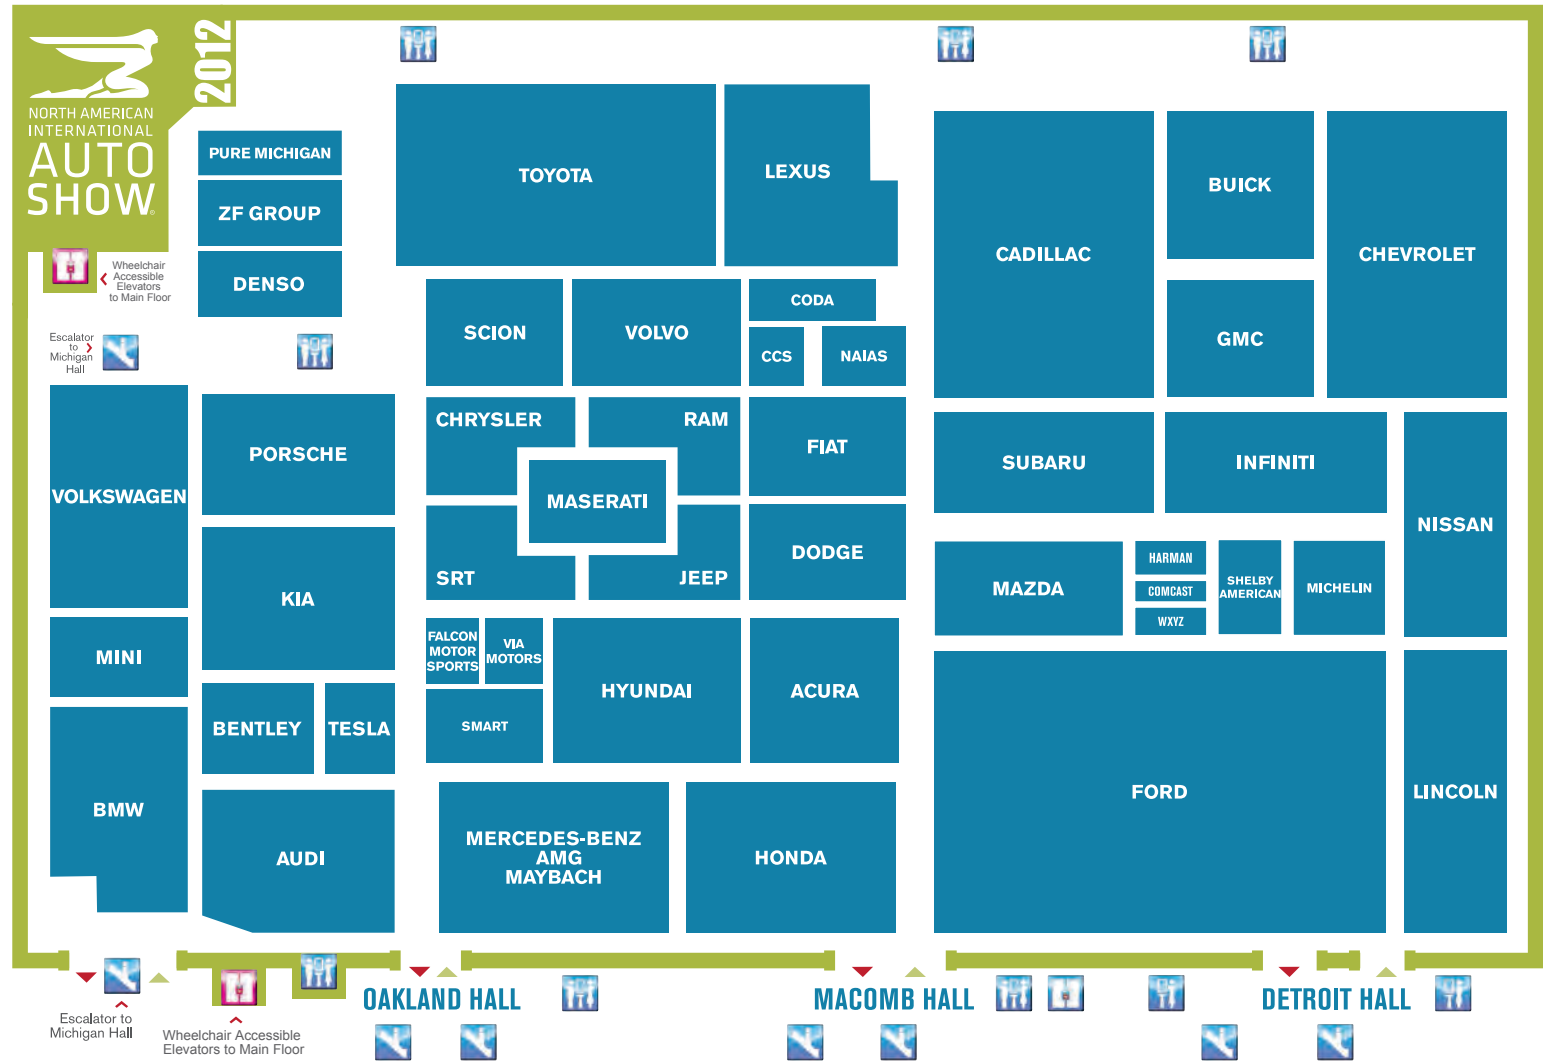 2012
NORTH AMERICAN
INTERNATIONAL
AUTO
SHOW
PURE MICHIGAN
ZF GROUP
DENSO
Wheelchair
Accessible
Elevators
to Main Floor
Escalator
to
Michigan
Hall
TOYOTA
LEXUS
CADILLAC
BUICK
CHEVROLET
GMC
SCION
VOLVO
CODA
CCS
NAIAS
VOLKSWAGEN
PORSCHE
CHRYSLER
RAM
MASERATI
SRT
JEEP
FIAT
DODGE
SUBARU
INFINITI
NISSAN
KIA
MAZDA
HARMAN
COMCAST
WXYZ
SHELBY
AMERICAN
MICHELIN
MINI
FALCON
MOTOR
SPORTS
VIA
MOTORS
SMART
HYUNDAI
ACURA
BENTLEY
TESLA
BMW
AUDI
MERCEDES-BENZ
AMG
MAYBACH
HONDA
FORD
LINCOLN
OAKLAND HALL
MACOMB HALL
DETROIT HALL
Escalator to
Michigan Hall
Wheelchair Accessible
Elevators to Main Floor